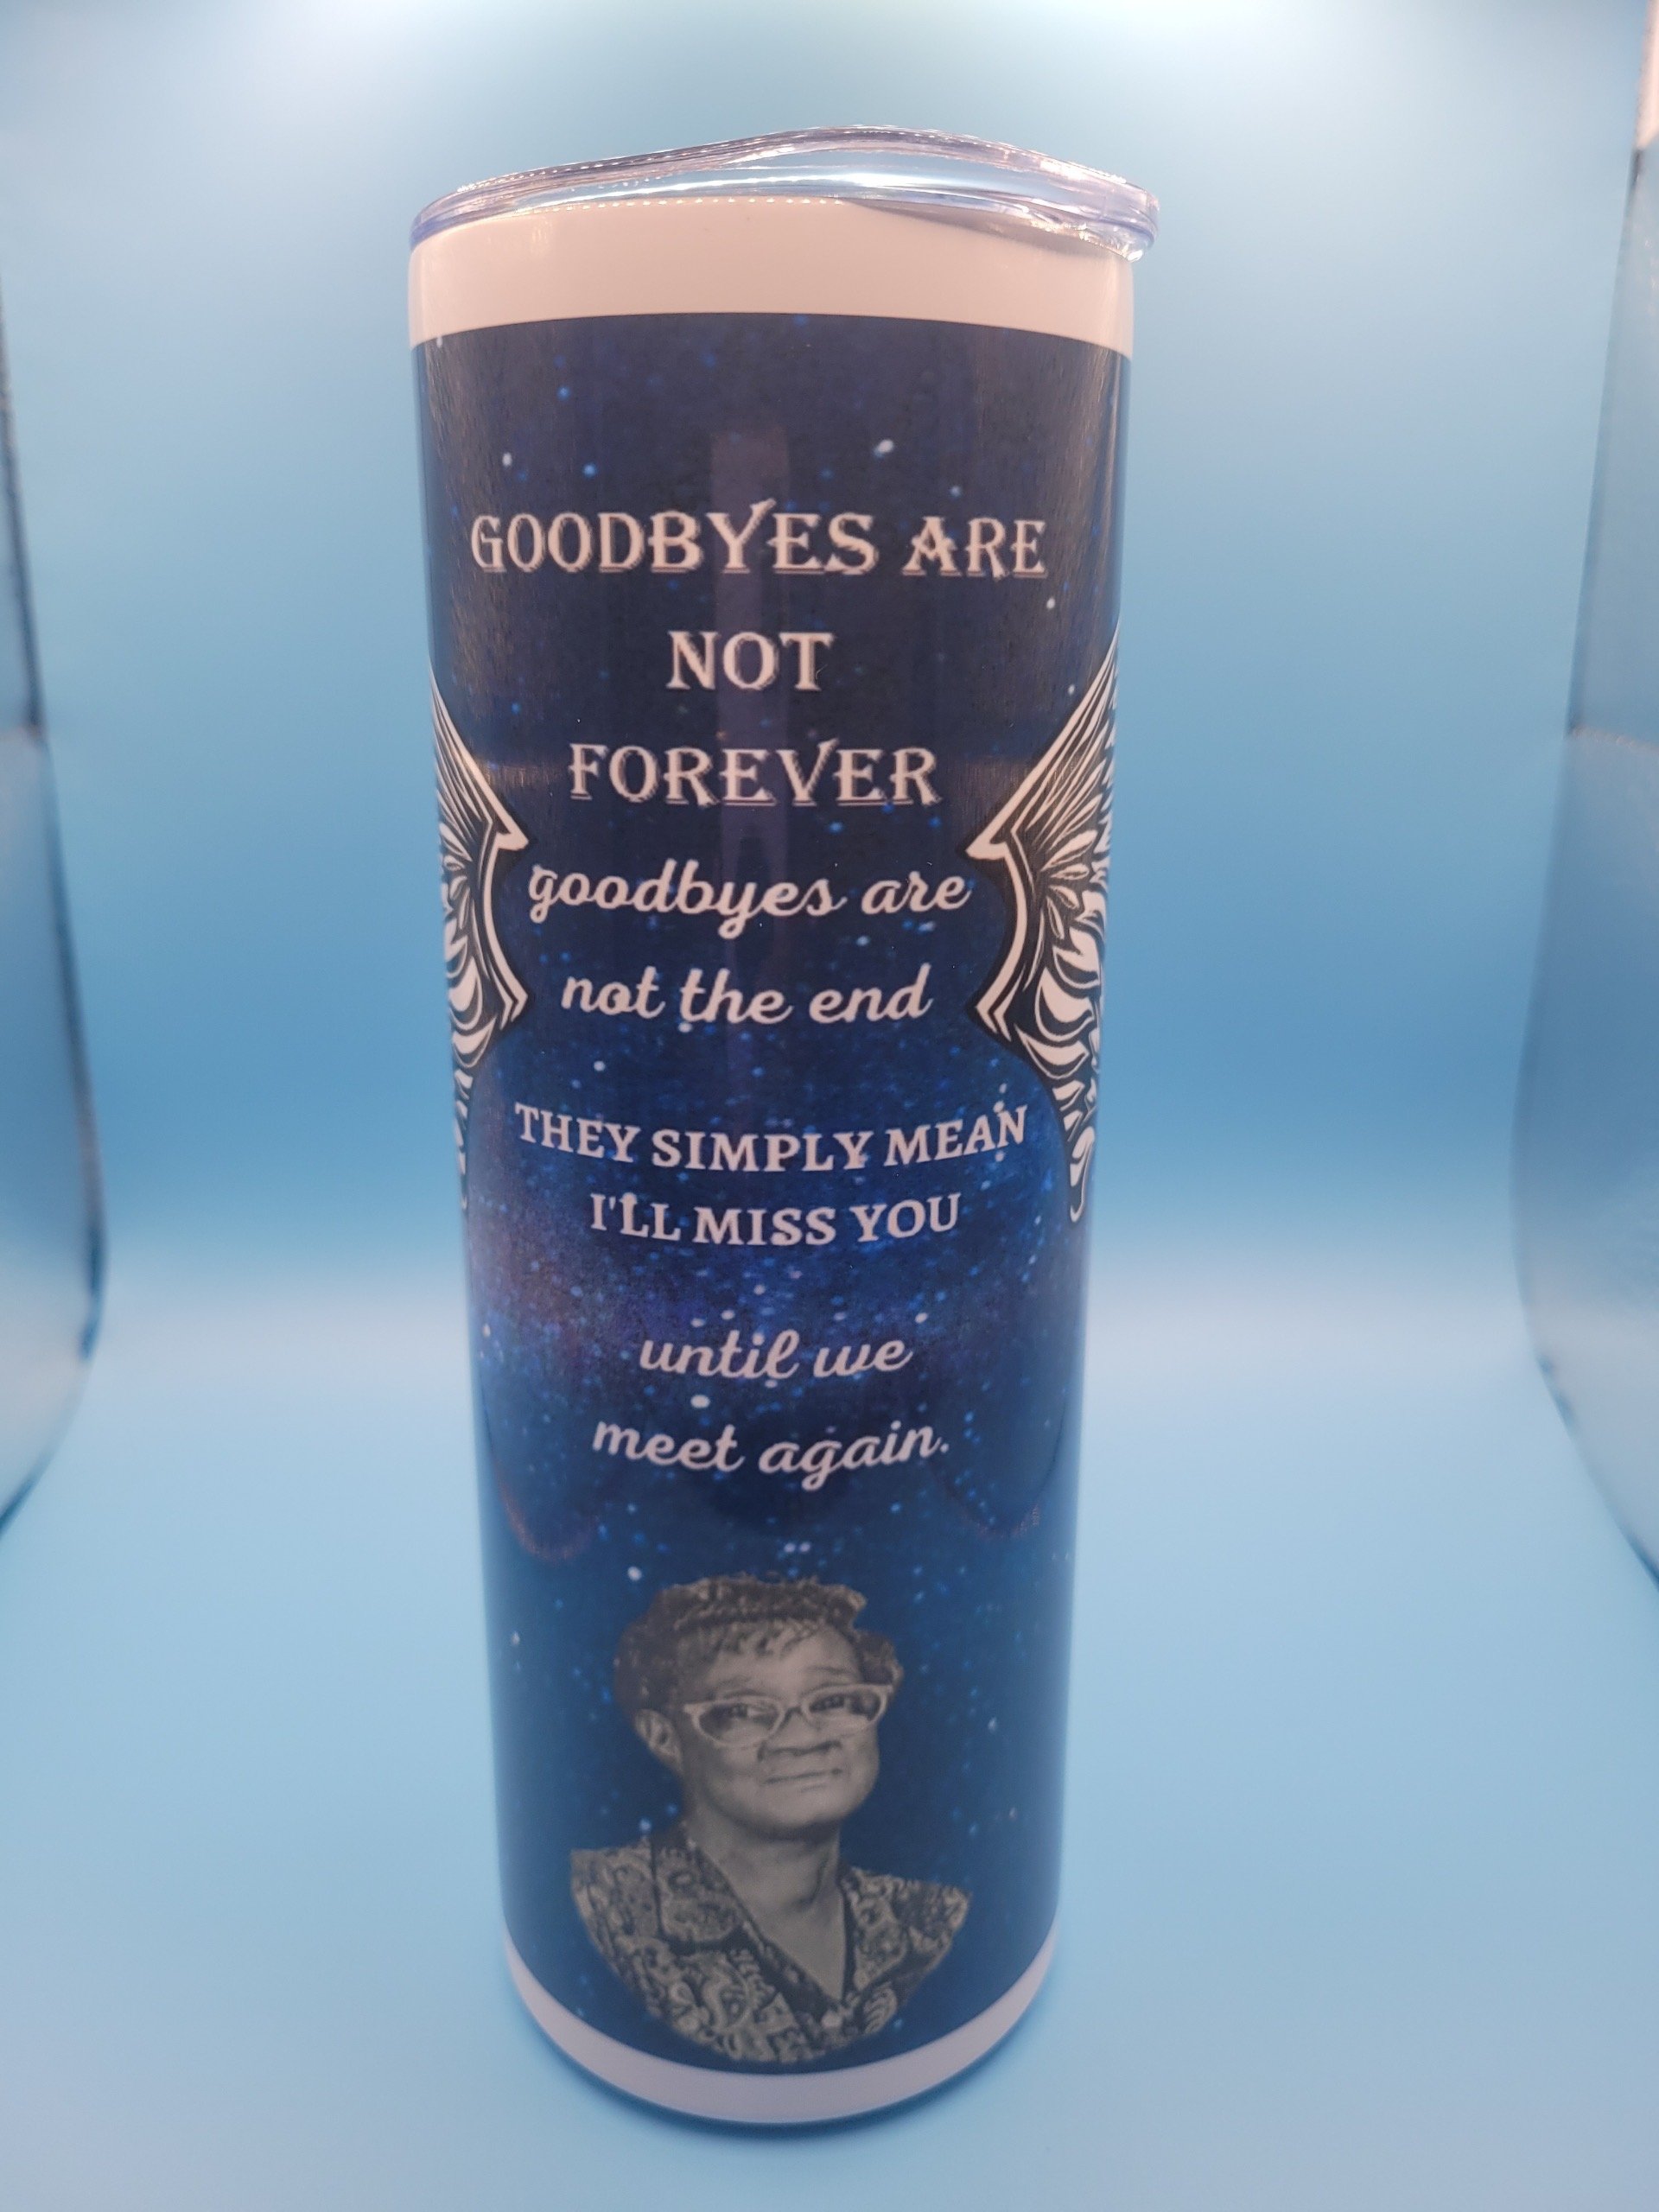 GOODBYES ARE
NOT
FOREVER
goodbyes are
not the end
THEY SIMPLY MEAN
I'LL MISS YOU
until we
meet again.